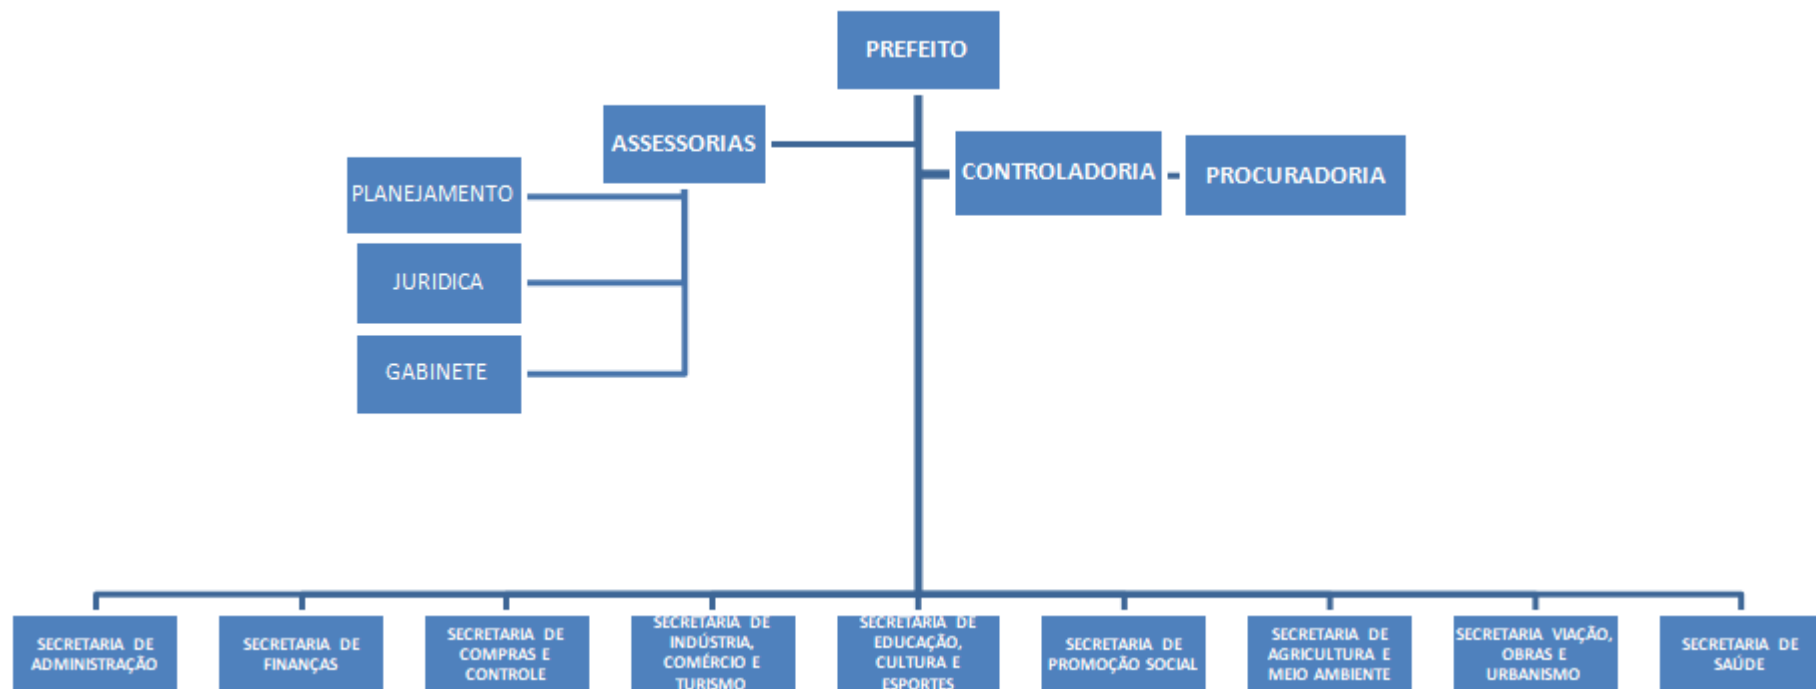 PREFEITO
ASSESSORIAS
CONTROLADORIA
PROCURADORIA
PLANEJAMENTO
JURIDICA
GABINETE
SECRETARIA DE
ADMINISTRAÇÃO
SECRETARIA DE
FINANÇAS
SECRETARIA DE
COMPRAS E
CONTROLE
SECRETARIA DE
INDÚSTRIA,
COMÉRCIO E
TURISMO
SECRETARIA DE
EDUCAÇÃO,
CULTURA E
ESPORTES
SECRETARIA DE
PROMOÇÃO SOCIAL
SECRETARIA DE
AGRICULTURA E
MEIO AMBIENTE
SECRETARIA VIAÇÃO,
OBRAS E
URBANISMO
SECRETARIA DE
SAÚDE